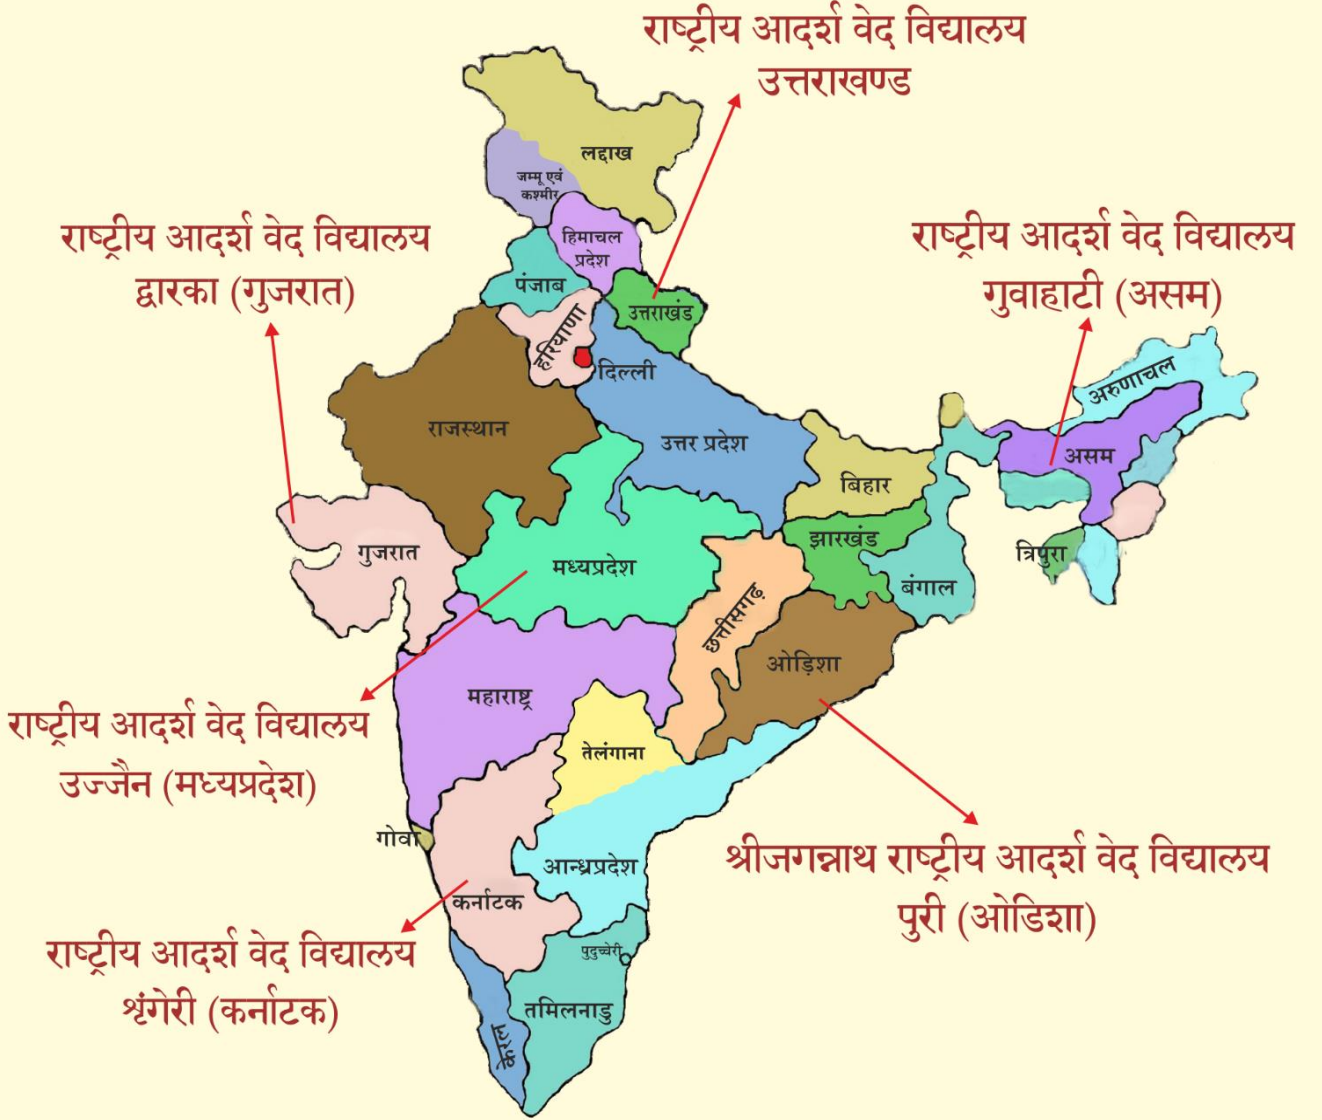 राष्ट्रीय आदर्श वेद विद्यालय
उत्तराखण्ड
लद्दाख
जम्मू एवं
कश्मीर
राष्ट्रीय आदर्श वेद विद्यालय
द्वारका (गुजरात)
हिमाचल
प्रदेश
राष्ट्रीय आदर्श वेद विद्यालय
गुवाहाटी (असम)
पंजाब
उत्तराखंड
हरियाणा
दिल्ली
अरुणाचल
राजस्थान
उत्तर प्रदेश
असम
बिहार
झारखंड
गुजरात
मध्यप्रदेश
त्रिपुरा
बंगाल
छत्तीसगढ़
ओड़िशा
महाराष्ट्र
राष्ट्रीय आदर्श वेद विद्यालय
उज्जैन (मध्यप्रदेश)
तेलंगाना
गोवा
आन्ध्रप्रदेश
श्रीजगन्नाथ राष्ट्रीय आदर्श वेद विद्यालय
पुरी (ओडिशा)
कर्नाटक
राष्ट्रीय आदर्श वेद विद्यालय
शृंगेरी (कर्नाटक)
पुदुच्चेरी
तमिलनाडु
केरल